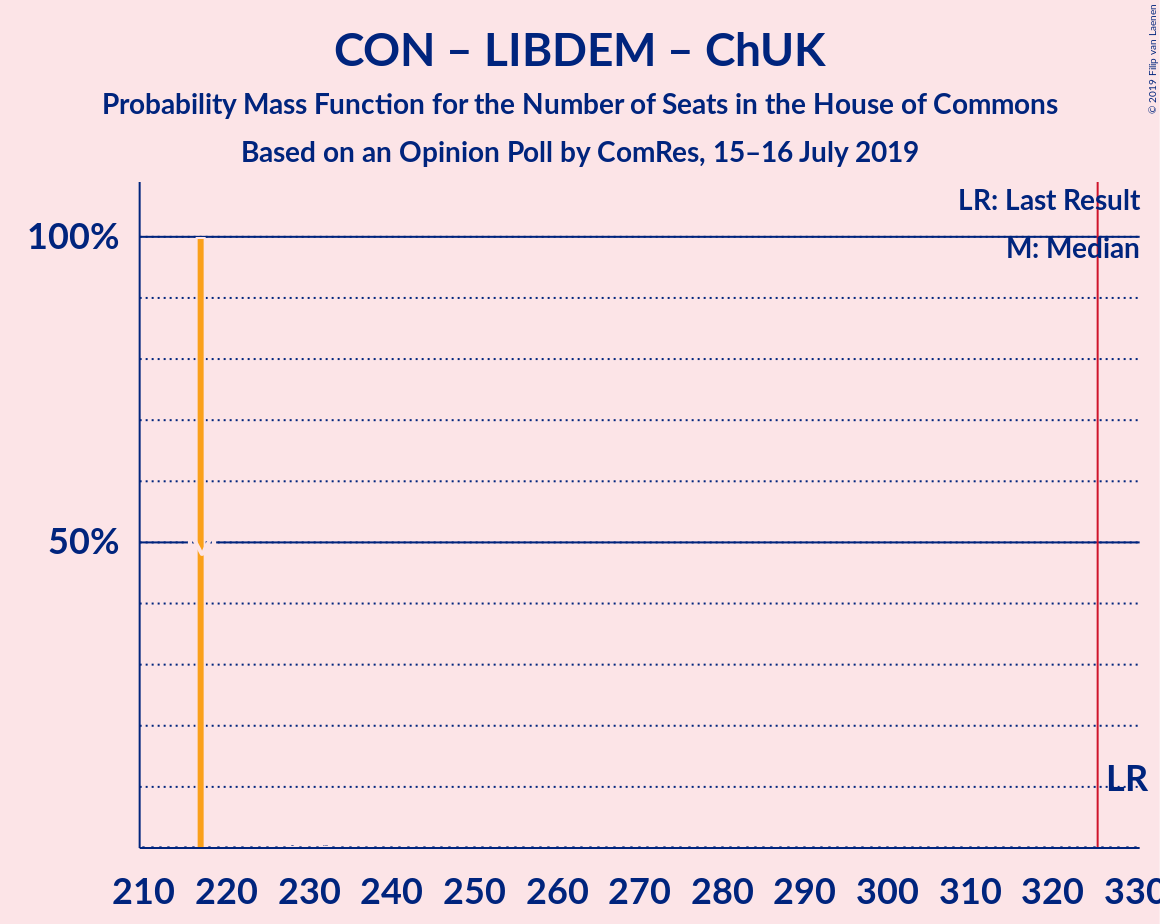 CON – LIBDEM – ChUK
Probability Mass Function for the Number of Seats in the House of Commons
Based on an Opinion Poll by ComRes, 15–16 July 2019
© 2019 Filip van Laenen
LR: Last Result
M: Median
100%
50%
M
LR
210 220 230 240 250 260 270 280 290 300 310 320 330